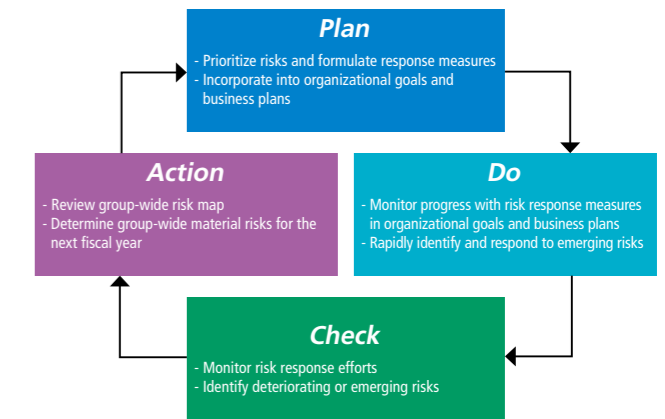 Plan
- Prioritize risks and formulate response measures
- Incorporate into organizational goals and
business plans
Do
- Monitor progress with risk response measures
in organizational goals and business plans
- Rapidly identify and respond to emerging risks
Check
- Monitor risk response efforts
- Identify deteriorating or emerging risks
Action
- Review group-wide risk map
- Determine group-wide material risks for the
next fiscal year